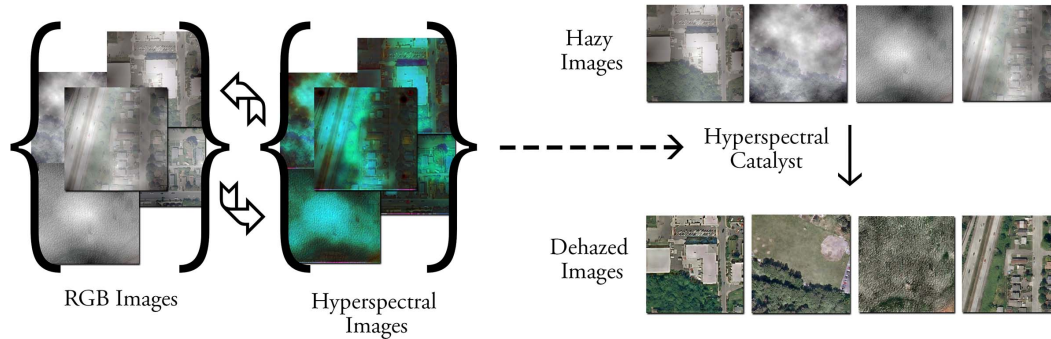 RGB Images
Hyperspectral
Images
Hazy
Images
Hyperspectral
Catalyst
Dehazed
Images